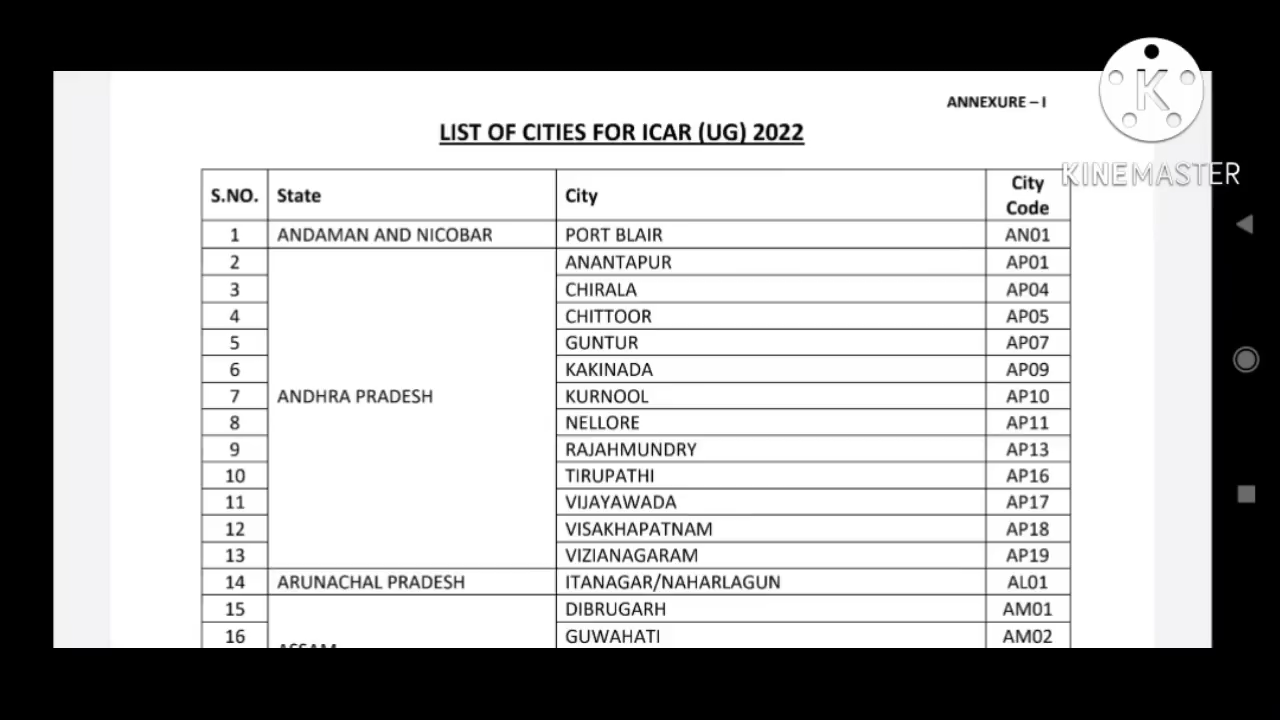 ANNEXURE – I
LIST OF CITIES FOR ICAR (UG) 2022
K
KINEMASTER
S.NO. State City City Code
1 ANDAMAN AND NICOBAR PORT BLAIR AN01
2 ANANTAPUR AP01
3 CHIRALA AP04
4 CHITTOOR AP05
5 GUNTUR AP07
6 KAKINADA AP09
7 ANDHRA PRADESH KURNOOL AP10
8 NELLORE AP11
9 RAJAHMUNDRY AP13
10 TIRUPATHI AP16
11 VIJAYAWADA AP17
12 VISAKHAPATNAM AP18
13 VIZIANAGARAM AP19
14 ARUNACHAL PRADESH ITANAGAR/NAHARLAGUN AL01
15 DIBRUGARH AM01
16 GUWAHATI AM02
ASSAM